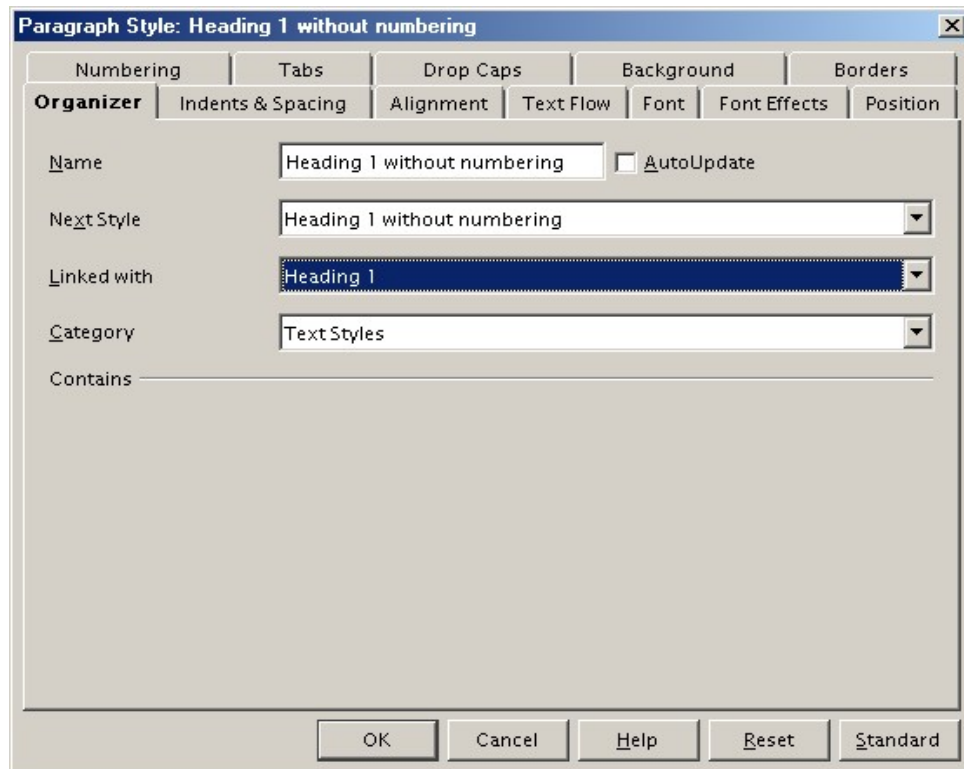 Paragraph Style: Heading 1 without numbering
Numbering Tabs Drop Caps Background Borders
Organizer Indents & Spacing Alignment Text Flow Font Font Effects Position
Name Heading 1 without numbering AutoUpdate
Next Style Heading 1 without numbering
Linked with Heading 1
Category Text Styles
Contains
OK Cancel Help Reset Standard